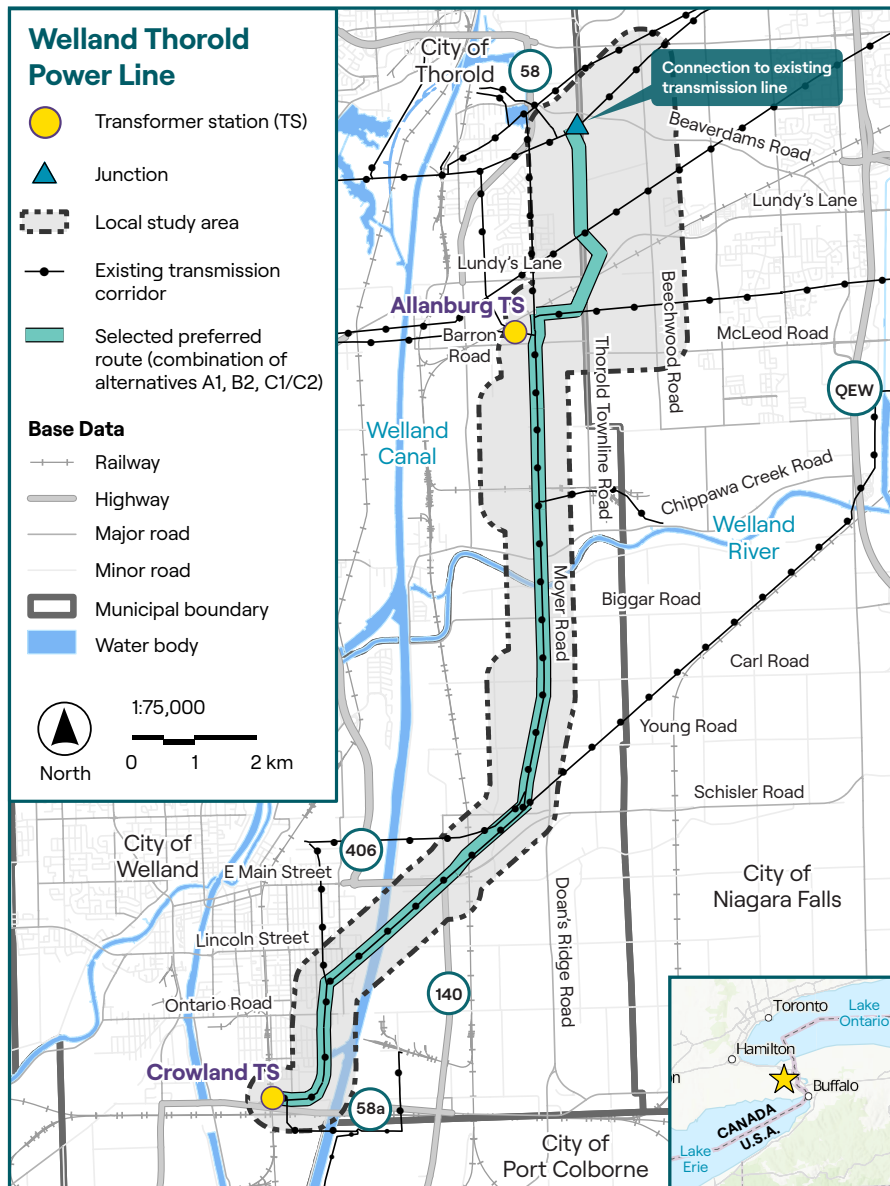 Welland Thorold
Power Line
Transformer station (TS)
Junction
Local study area
Existing transmission
corridor
Selected preferred
route (combination of
alternatives A1, B2, C1/C2)
Base Data
Railway
Highway
Major road
Minor road
Municipal boundary
Water body
1:75,000
North
0 1 2 km
City of
Thorold
58
Connection to existing
transmission line
Beaverdams Road
Lundy's Lane
Lundy's Lane
Allanburg TS
Barron
Road
Beechwood Road
McLeod Road
Thorold Townline Road
QEW
Welland
Canal
Chippawa Creek Road
Welland
River
Moyer Road
Biggar Road
Carl Road
Young Road
Schisler Road
City of
Welland
406
E Main Street
City of
Niagara Falls
Doan's Ridge Road
Lincoln Street
Ontario Road
140
Crowland TS
58a
City of
Port Colborne
Toronto
Lake
Ontario
Hamilton
n
Buffalo
CANADA
U.S.A.
Lake
Erie